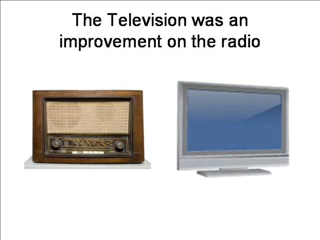 The Television was an
improvement on the radio